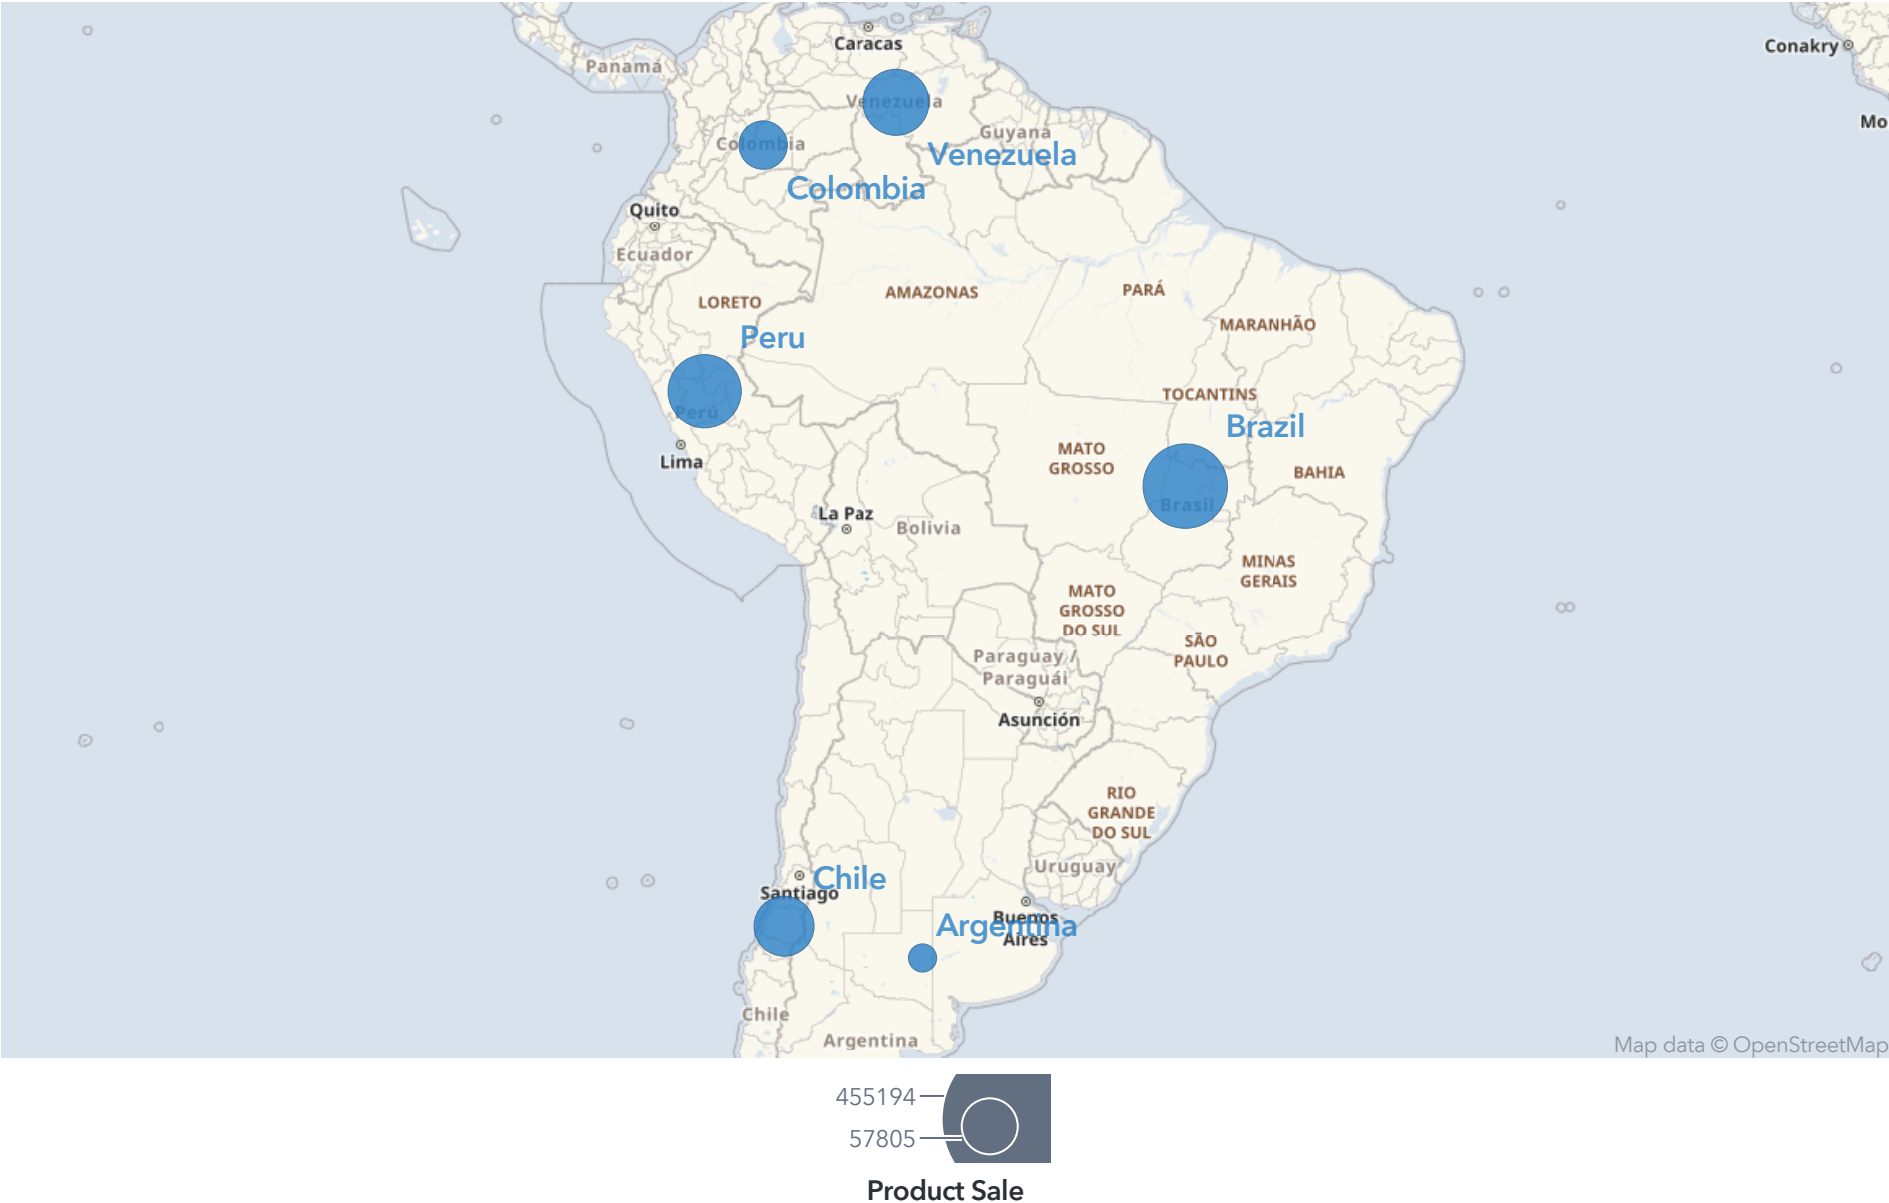 Caracas
Conakry
Panamá
Venezuela
Mo
Guyana
Colombia
Venezuela
Colombia
Quito
Ecuador
LORETO
AMAZONAS
PARÁ
MARANHÃO
Peru
TOCANTINS
Perú
Brazil
MATO
GROSSO
Lima
BAHIA
Brasil
La Paz
Bolivia
MINAS
GERAIS
MATO
GROSSO
DO SUL
SÃO
PAULO
Paraguay /
Paraguái
Asunción
RIO
GRANDE
DO SUL
Uruguay
Chile
Santiago
Buenos
Aires
Argentina
Chile
Argentina
Map data © OpenStreetMap
455194
57805
Product Sale